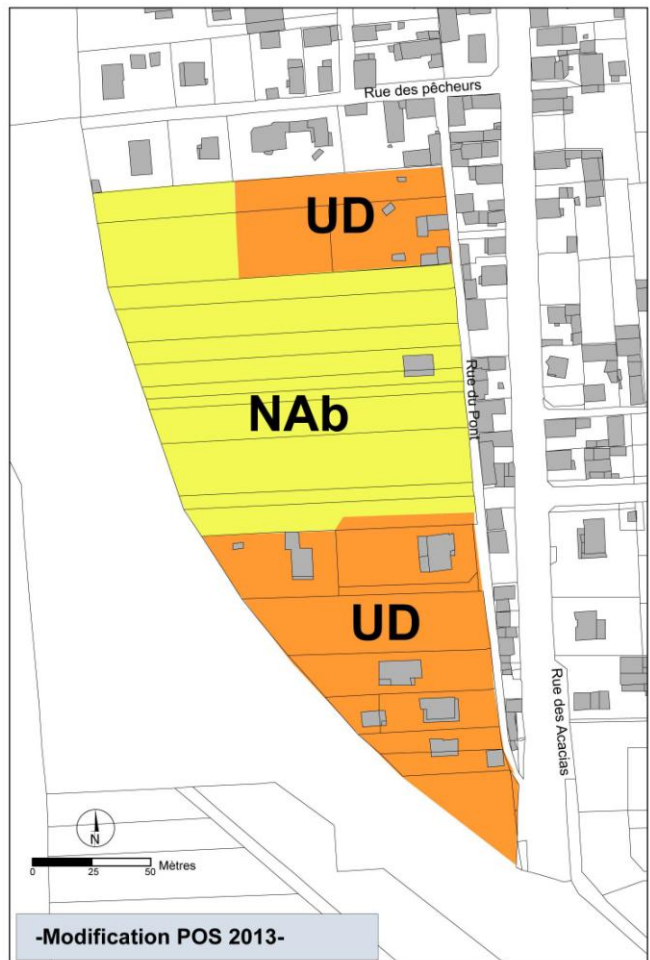 Rue des pêcheurs
UD
NAb
Rue du Pont
UD
Rue des Acacias
N
0 25 50 Mètres
-Modification POS 2013-